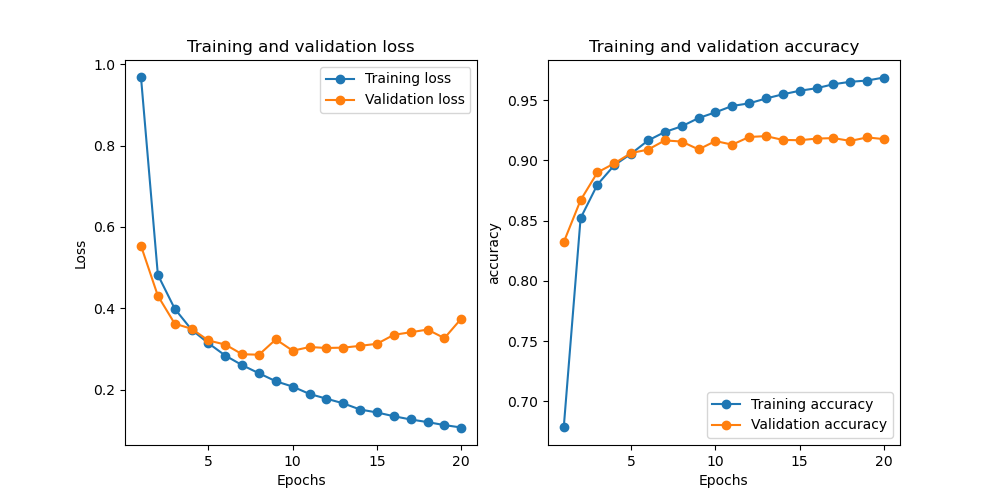 Training and validation loss
1.0
0.8
0.6
0.4
0.2
Loss
Training loss
Validation loss
5
10
15
20
Epochs
Training and validation accuracy
0.95
0.90
0.85
0.80
0.75
0.70
accuracy
Training accuracy
Validation accuracy
5
10
15
20
Epochs